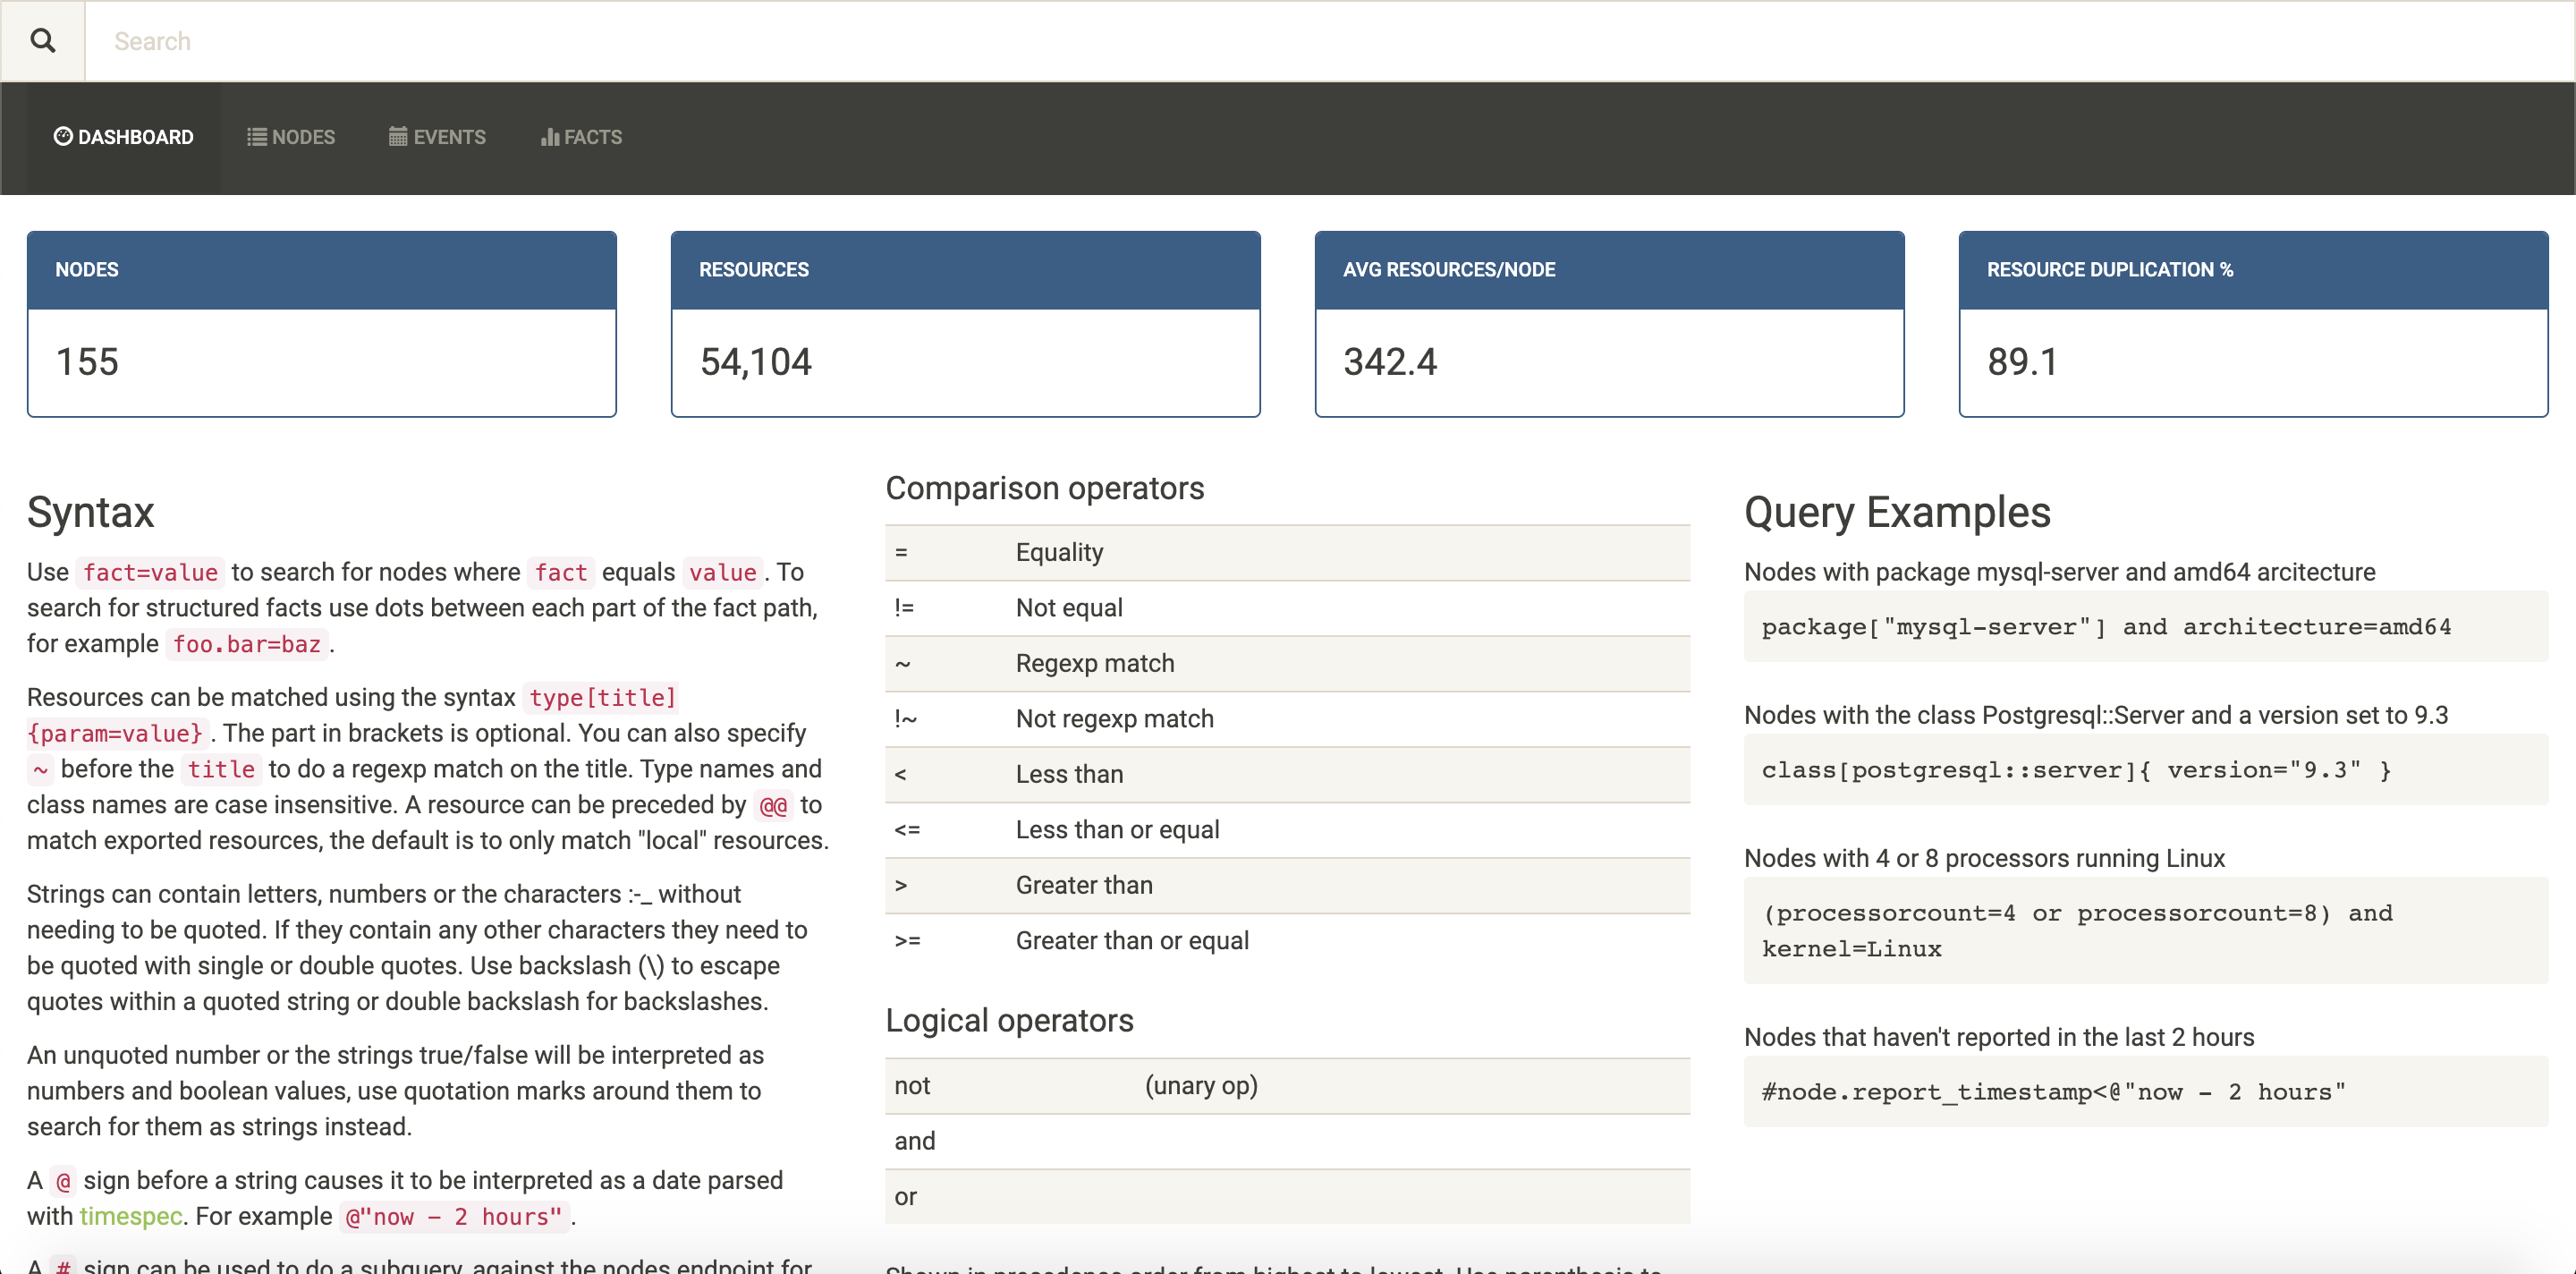 Search
DASHBOARD
NODES
EVENTS
FACTS
NODES
155
RESOURCES
54,104
AVG RESOURCES/NODE
342.4
RESOURCE DUPLICATION %
89.1
Syntax
Use fact=value to search for nodes where fact equals value . To
search for structured facts use dots between each part of the fact path,
for example foo.bar=baz .
Resources can be matched using the syntax type[title]
{param=value} . The part in brackets is optional. You can also specify
~ before the title to do a regexp match on the title. Type names and
class names are case insensitive. A resource can be preceded by @@ to
match exported resources, the default is to only match "local" resources.
Strings can contain letters, numbers or the characters :-_ without
needing to be quoted. If they contain any other characters they need to
be quoted with single or double quotes. Use backslash (\) to escape
quotes within a quoted string or double backslash for backslashes.
An unquoted number or the strings true/false will be interpreted as
numbers and boolean values, use quotation marks around them to
search for them as strings instead.
A @ sign before a string causes it to be interpreted as a date parsed
with timespec. For example @"now - 2 hours" .
A # sign can be used to do a subquery, against the nodes endpoint for
Comparison operators
= Equality
!= Not equal
~ Regexp match
!~ Not regexp match
< Less than
<= Less than or equal
> Greater than
>= Greater than or equal
Logical operators
not (unary op)
and
or
Shown in precedence order from highest to lowest. Use parenthesis to
Query Examples
Nodes with package mysql-server and amd64 arcitecture
package["mysql-server"] and architecture=amd64
Nodes with the class Postgresql::Server and a version set to 9.3
class[postgresql::server]{ version="9.3" }
Nodes with 4 or 8 processors running Linux
(processorcount=4 or processorcount=8) and
kernel=Linux
Nodes that haven't reported in the last 2 hours
#node.report_timestamp<@"now - 2 hours"